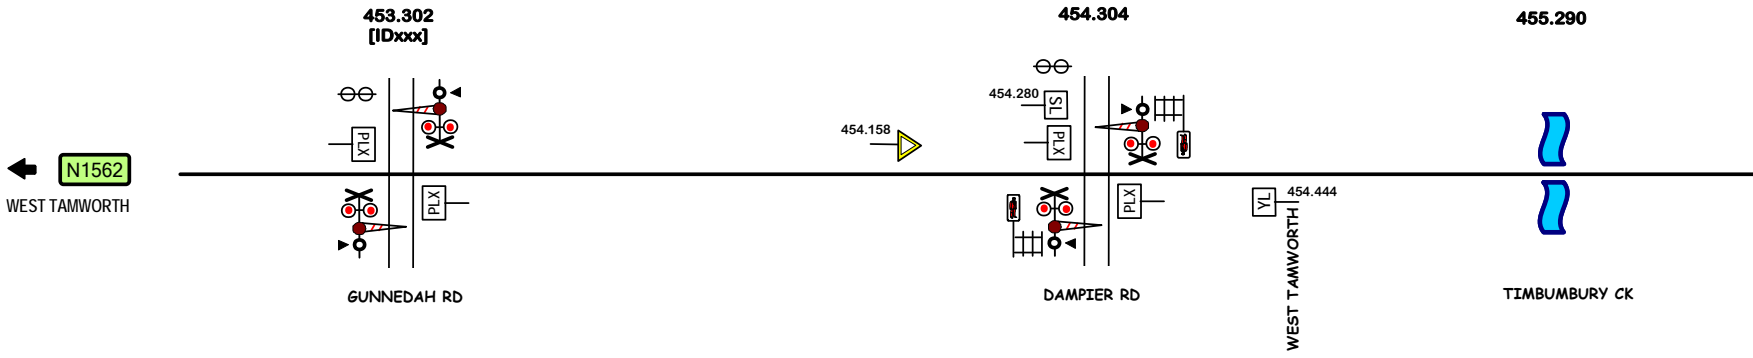 453.302
[IDxxx]
454.304
455.290
454.280
SL
454.158
PLX
PLX
N1562
WEST TAMWORTH
PLX
PLX
YL
454.444
WEST TAMWORTH
GUNNEDAH RD
DAMPIER RD
TIMBUMBURY CK